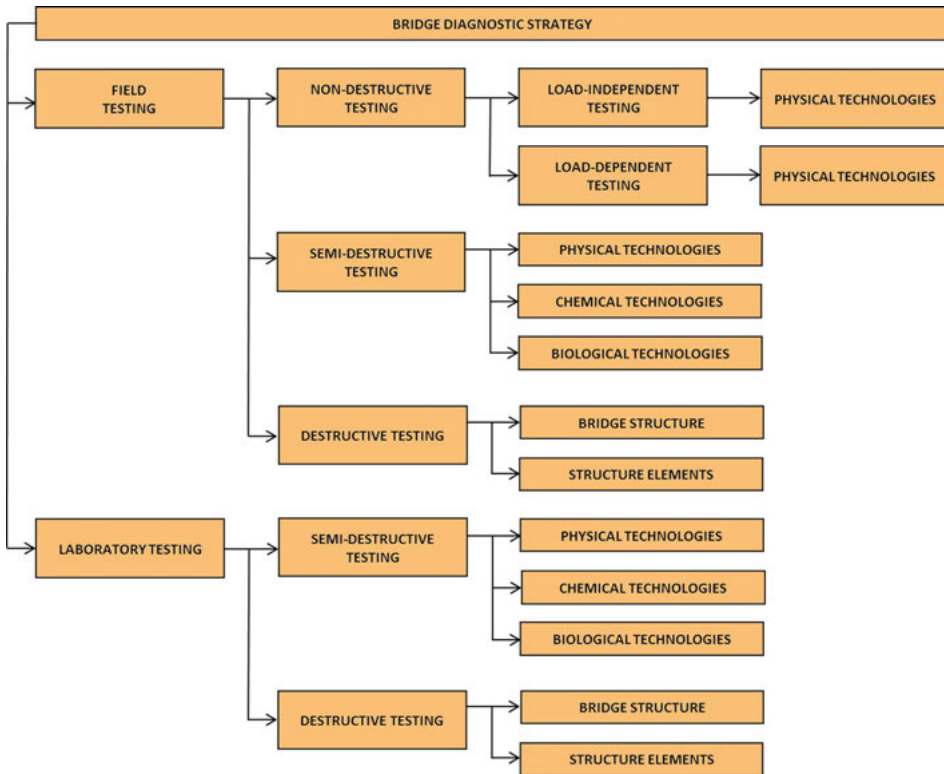 BRIDGE DIAGNOSTIC STRATEGY
FIELD
TESTING
NON-DESTRUCTIVE TESTING
LOAD-INDEPENDENT
TESTING
PHYSICAL TECHNOLOGIES
LOAD-DEPENDENT
TESTING
PHYSICAL TECHNOLOGIES
SEMI-DESTRUCTIVE
TESTING
PHYSICAL TECHNOLOGIES
CHEMICAL TECHNOLOGIES
BIOLOGICAL TECHNOLOGIES
DESTRUCTIVE TESTING
BRIDGE STRUCTURE
STRUCTURE ELEMENTS
LABORATORY TESTING
SEMI-DESTRUCTIVE
TESTING
PHYSICAL TECHNOLOGIES
CHEMICAL TECHNOLOGIES
BIOLOGICAL TECHNOLOGIES
DESTRUCTIVE TESTING
BRIDGE STRUCTURE
STRUCTURE ELEMENTS